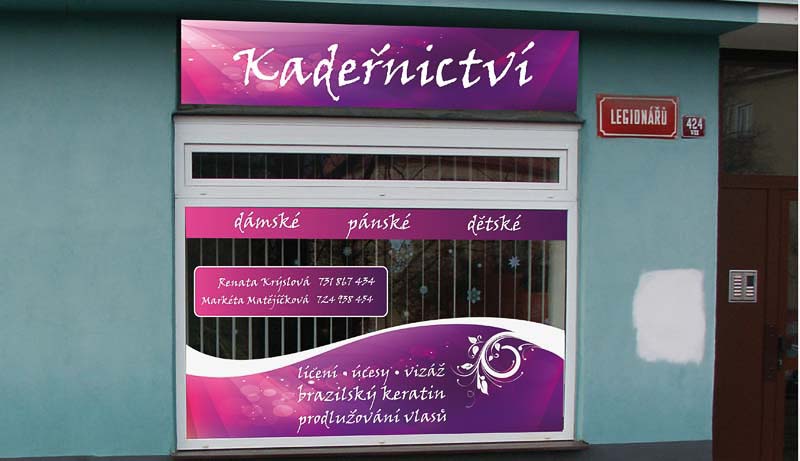 Kadeřnictví
LEGIONÁŘŮ
424
VII
dámské pánské dětské
Renata Krýslová 731 867 434
Markéta Matějíčková 724 938 454
líčení • účesy • vizáž
brazilský keratin
prodlužování vlasů